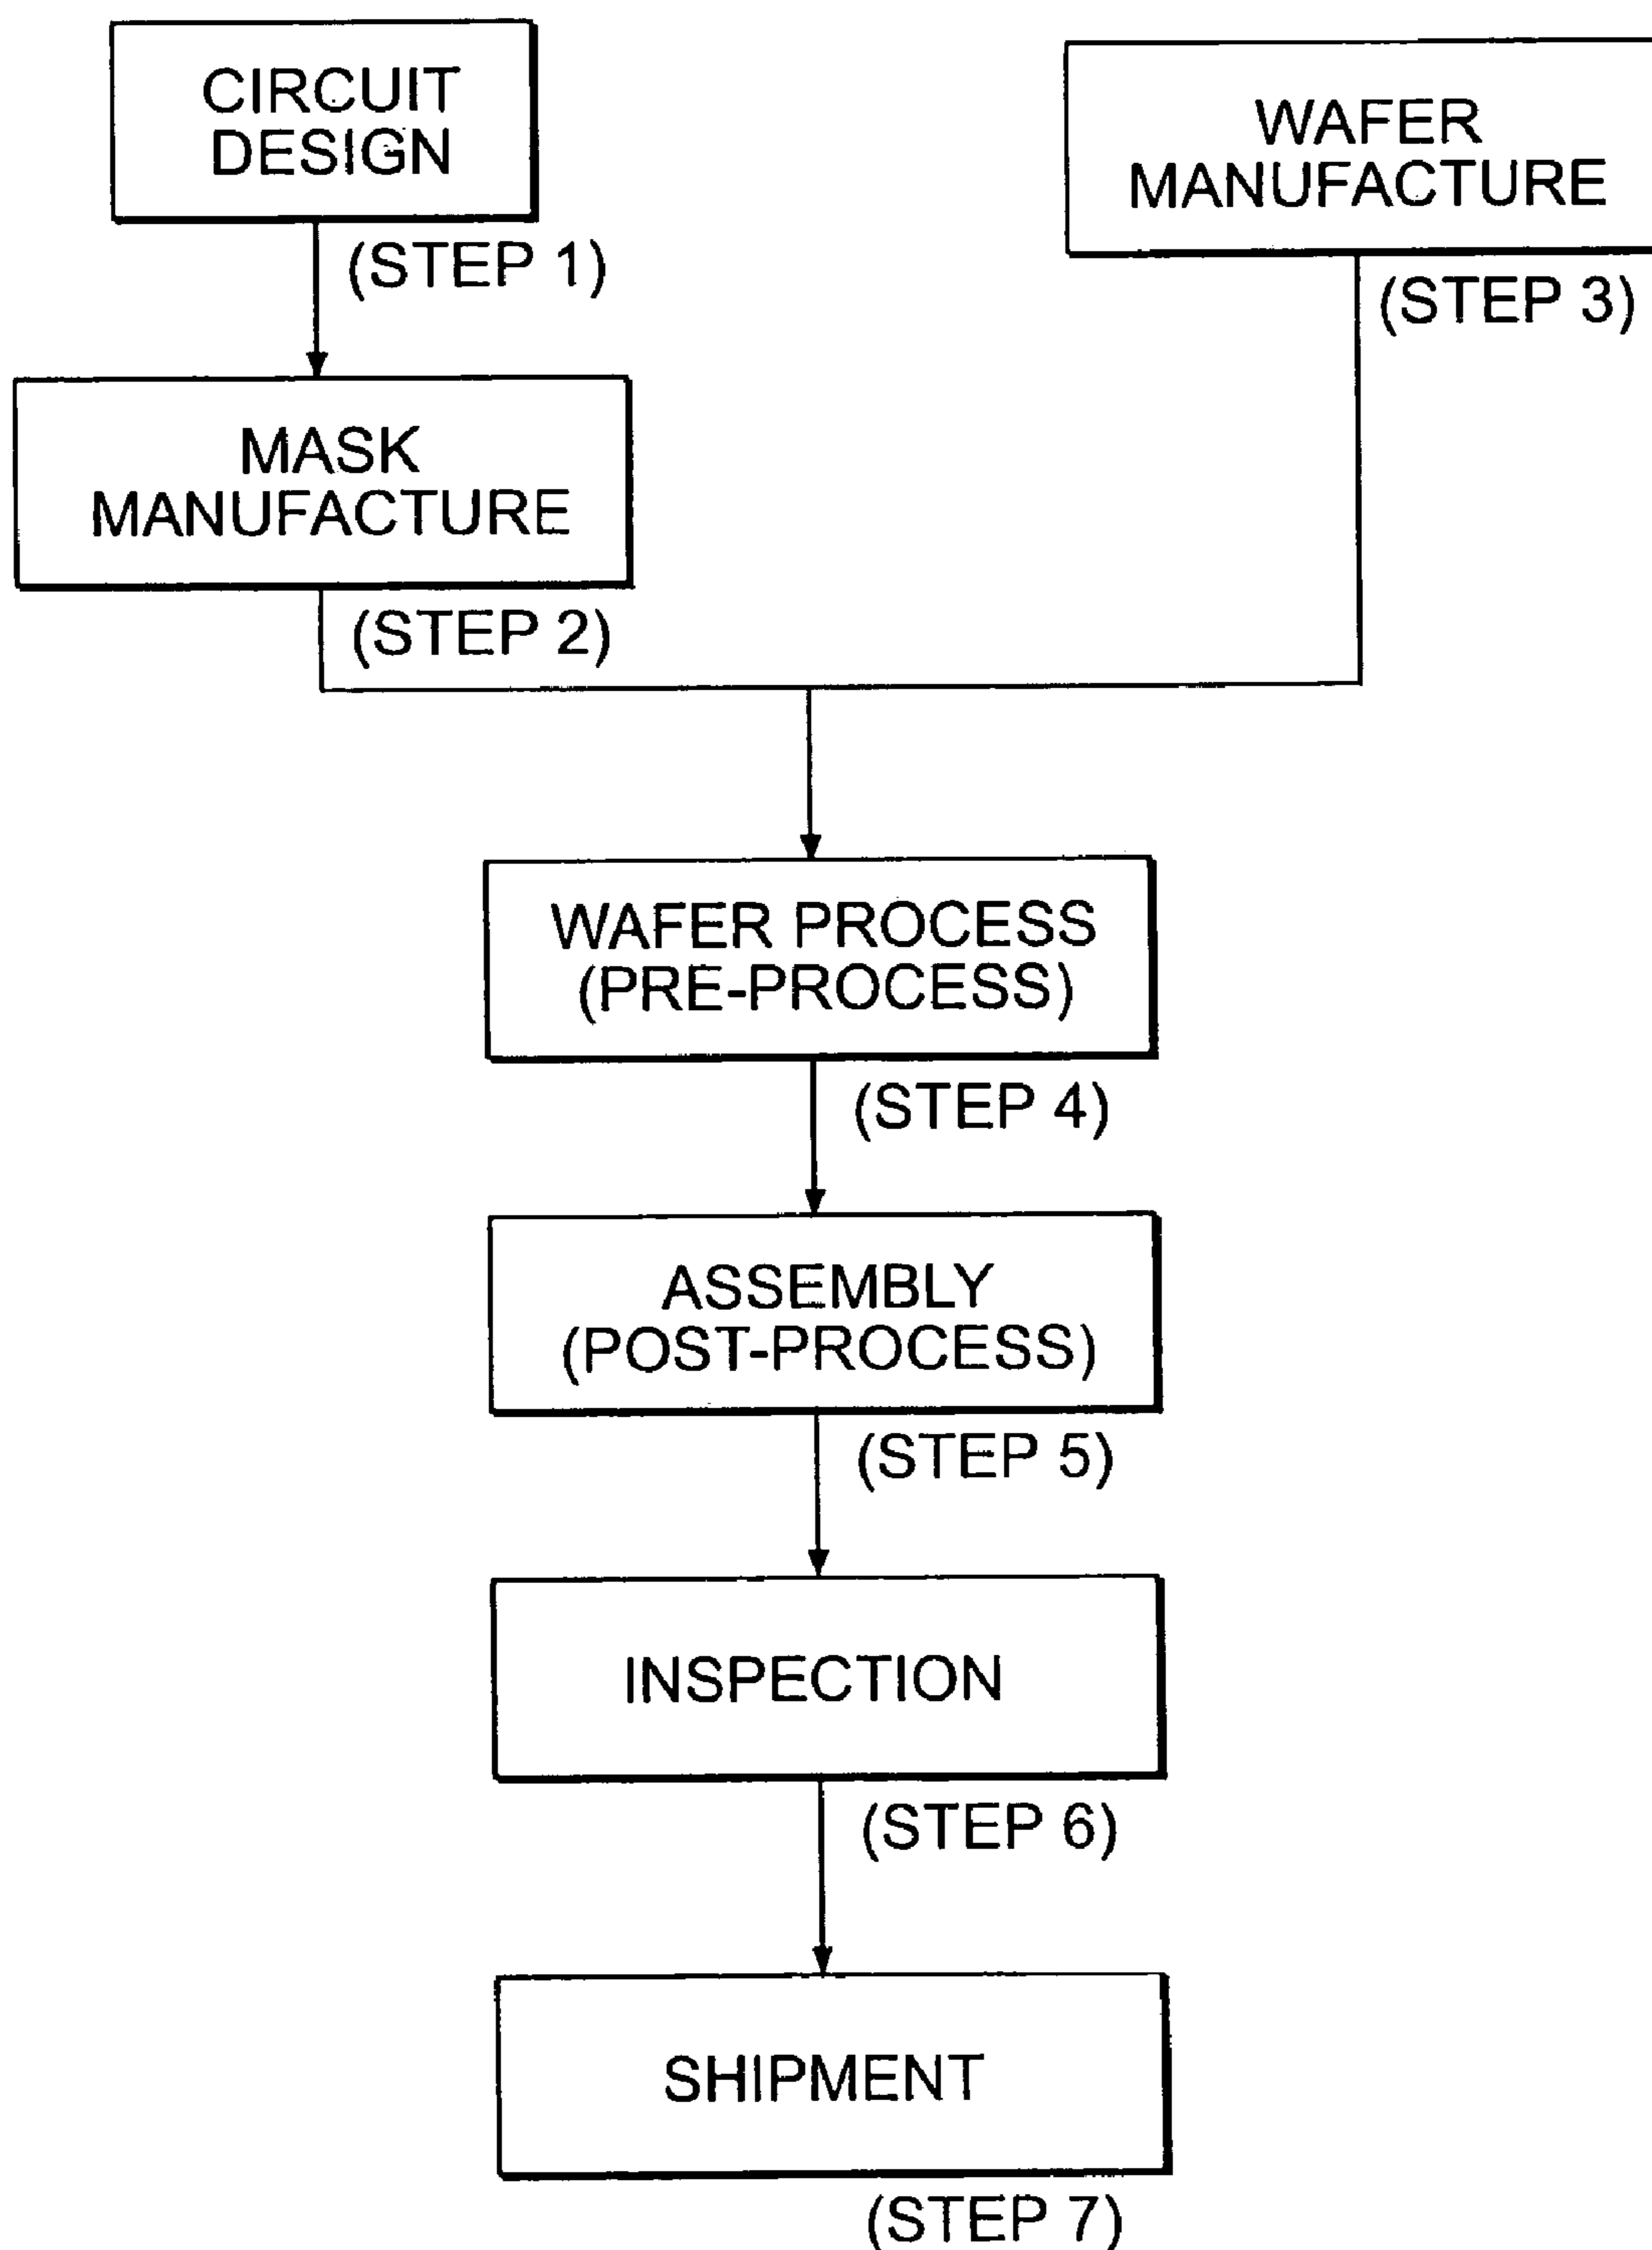 CIRCUIT
DESIGN
(STEP 1)
WAFER
MANUFACTURE
(STEP 3)
MASK
MANUFACTURE
(STEP 2)
WAFER PROCESS
(PRE-PROCESS)
(STEP 4)
ASSEMBLY
(POST-PROCESS)
(STEP 5)
INSPECTION
(STEP 6)
SHIPMENT
(STEP 7)